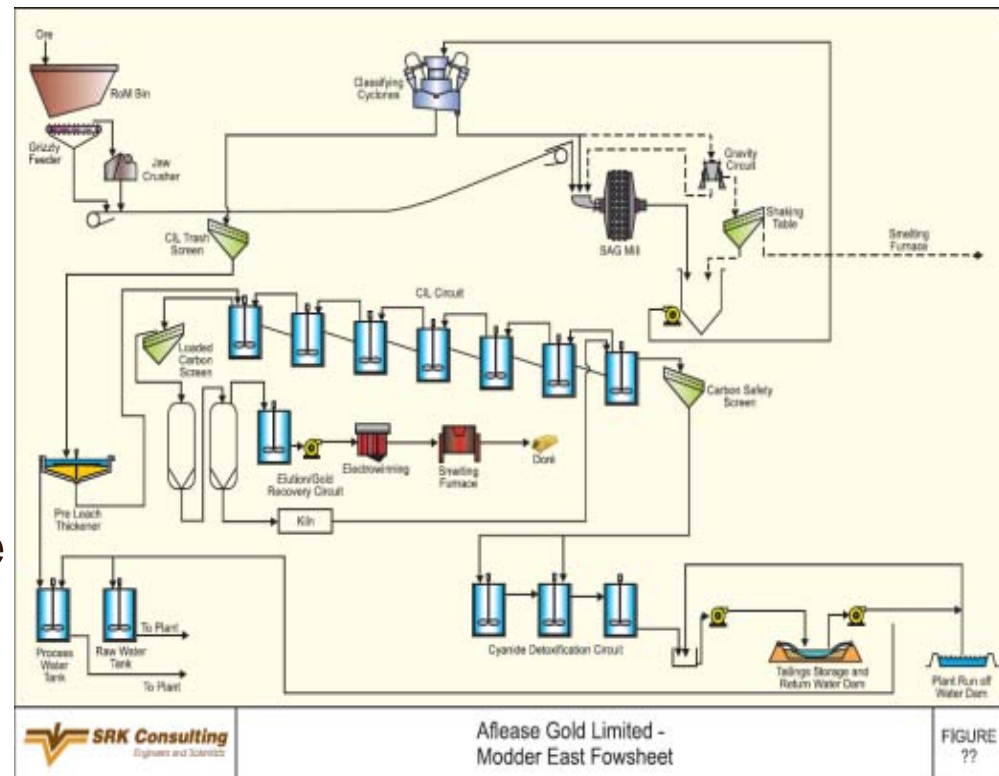 Ore
RoM Bin
Grizzly
Feeder
Jaw
Crusher
Classifying
Cyclones
Gravity
Circuit
Shaking
Table
Smelting
Furnace
SAG Mill
CIL Trash
Screen
CIL Circuit
Loaded
Carbon
Screen
Carbon Safety
Screen
Elution/Gold
Recovery Circuit
Electrowinning
Smelting
Furnace
Doré
Kiln
Pre Leach
Thickener
e
Process
Water
Tank
Raw Water
Tank
To Plant
To Plant
Cyanide Detoxification Circuit
Tailings Storage and
Return Water Dam
Plant Run off
Water Dam
SRK Consulting
Engineers and Scientists
Aflease Gold Limited -
Modder East Fowsheet
FIGURE
??